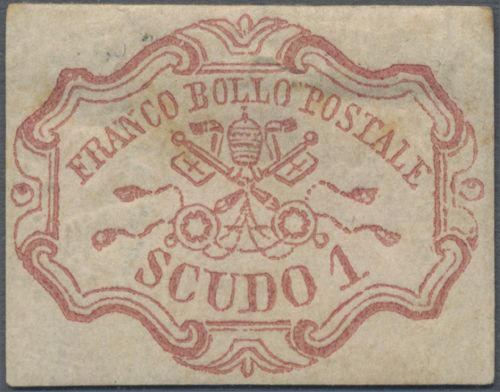 FRANCO BOLLO POSTALE
SCUDO 1